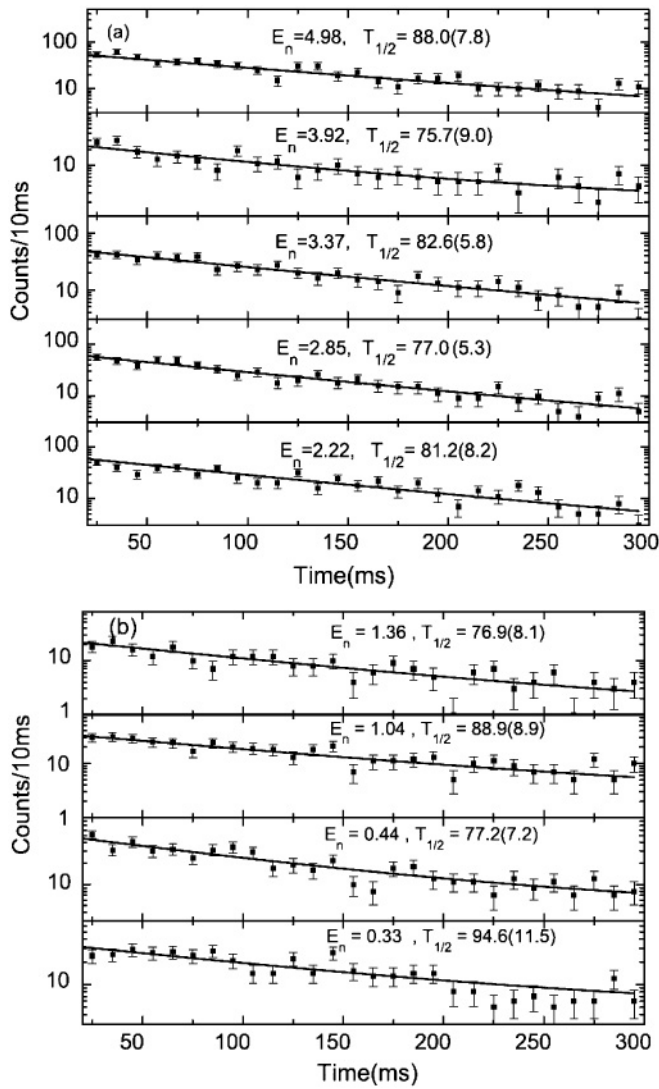 (a)
E_n=4.98, T_1/2 = 88.0(7.8)
100
10
E_n=3.92, T_1/2 = 75.7(9.0)
10
E_n=3.37, T_1/2 = 82.6(5.8)
100
10
E_n=2.85, T_1/2 = 77.0(5.3)
100
10
E_n=2.22, T_1/2 = 81.2(8.2)
100
10
Counts/10ms
50 100 150 200 250 300
Time(ms)
(b)
E_n = 1.36 , T_1/2 = 76.9(8.1)
10
1
E_n = 1.04 , T_1/2 = 88.9(8.9)
10
1
E_n = 0.44 , T_1/2 = 77.2(7.2)
10
E_n = 0.33 , T_1/2 = 94.6(11.5)
10
Counts/10ms
50 100 150 200 250 300
Time(ms)